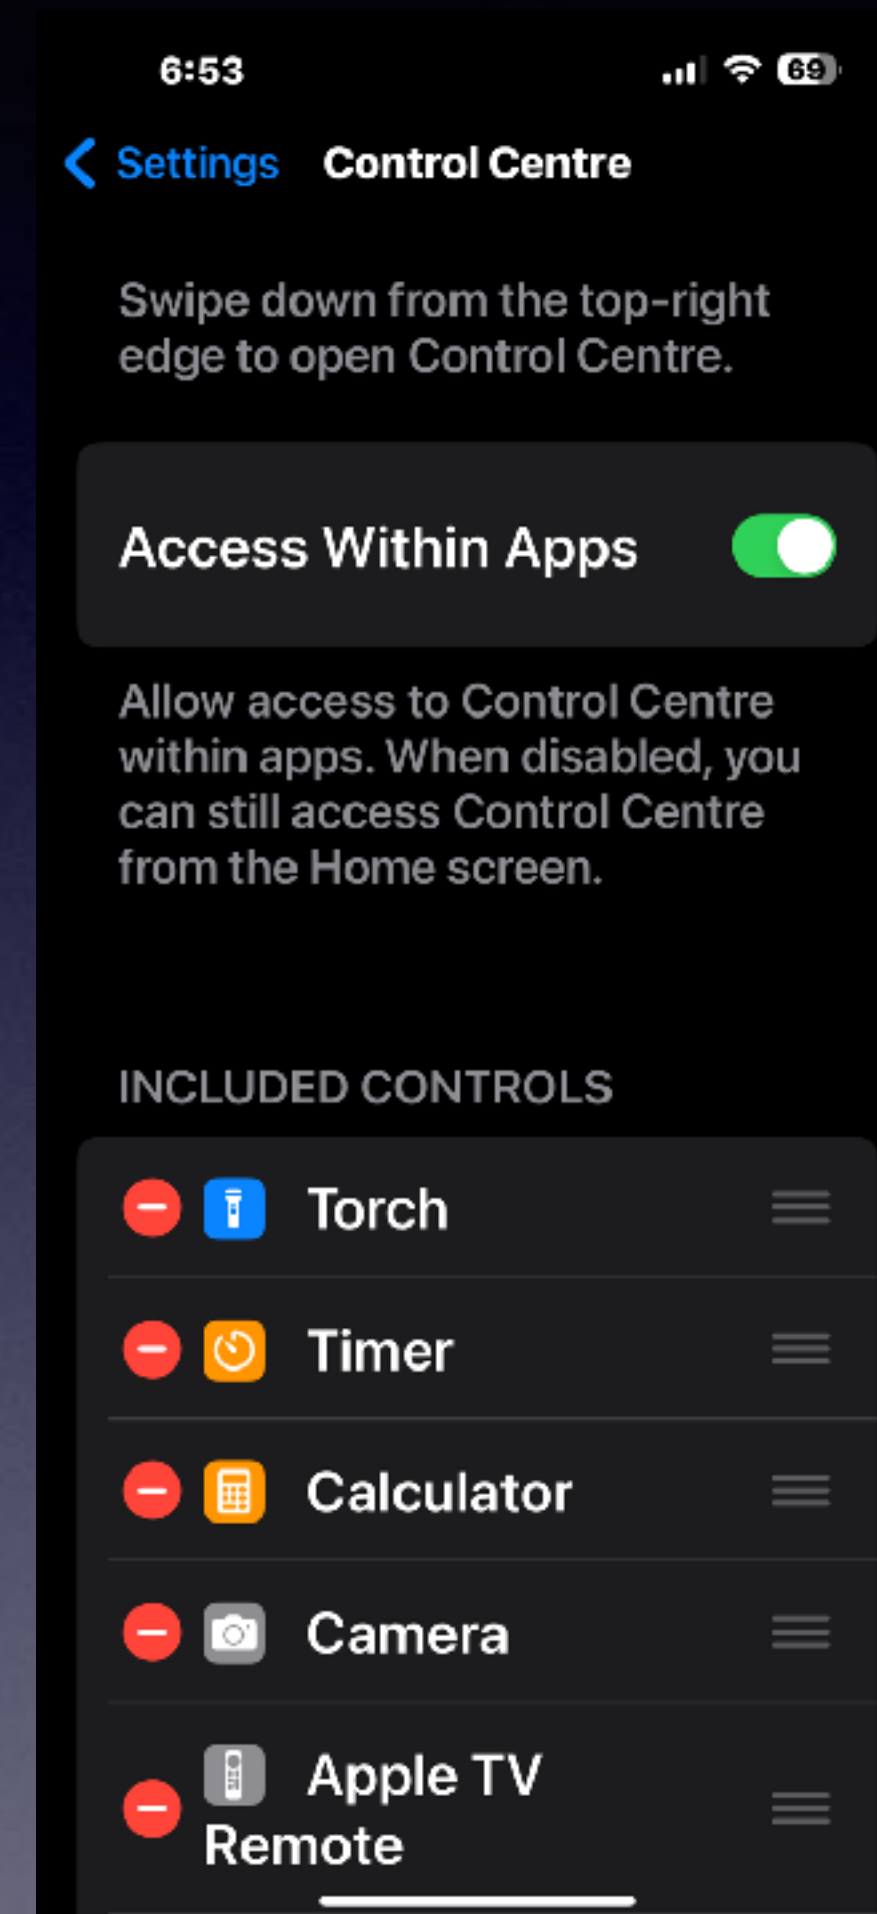 6:53
69
Settings Control Centre
Swipe down from the top-right
edge to open Control Centre.
Access Within Apps
Allow access to Control Centre
within apps. When disabled, you
can still access Control Centre
from the Home screen.
INCLUDED CONTROLS
Torch
Timer
Calculator
Camera
Apple TV
Remote